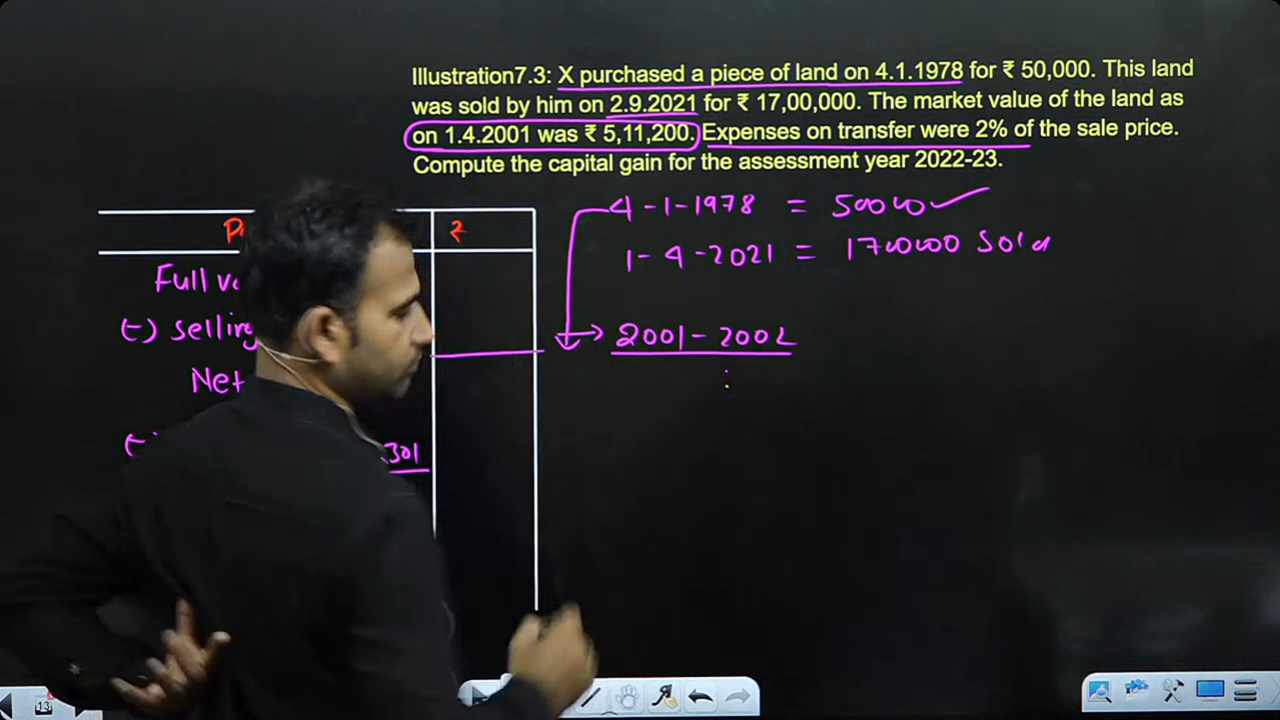 Illustration7.3: X purchased a piece of land on 4.1.1978 for ₹ 50,000. This land
was sold by him on 2.9.2021 for ₹ 17,00,000. The market value of the land as
on 1.4.2001 was ₹ 5,11,200. Expenses on transfer were 2% of the sale price.
Compute the capital gain for the assessment year 2022-23.
4-1-1978 = 50000
1-4-2021 = 1700000 Sold
2001-2002
:
₹
Full
(-) selling
Net
(-)
301
13